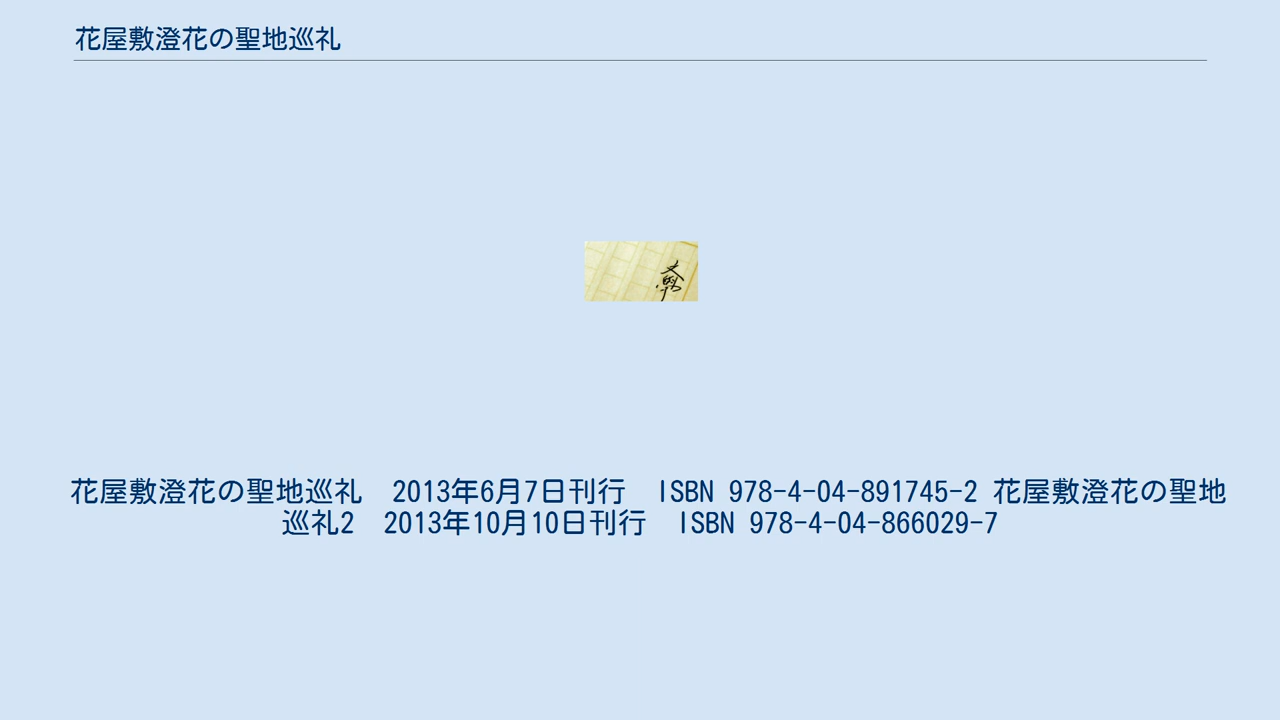 花屋敷澄花の聖地巡礼
花屋敷澄花の聖地巡礼　2013年6月7日刊行　ISBN 978-4-04-891745-2 花屋敷澄花の聖地
巡礼2　2013年10月10日刊行　ISBN 978-4-04-866029-7